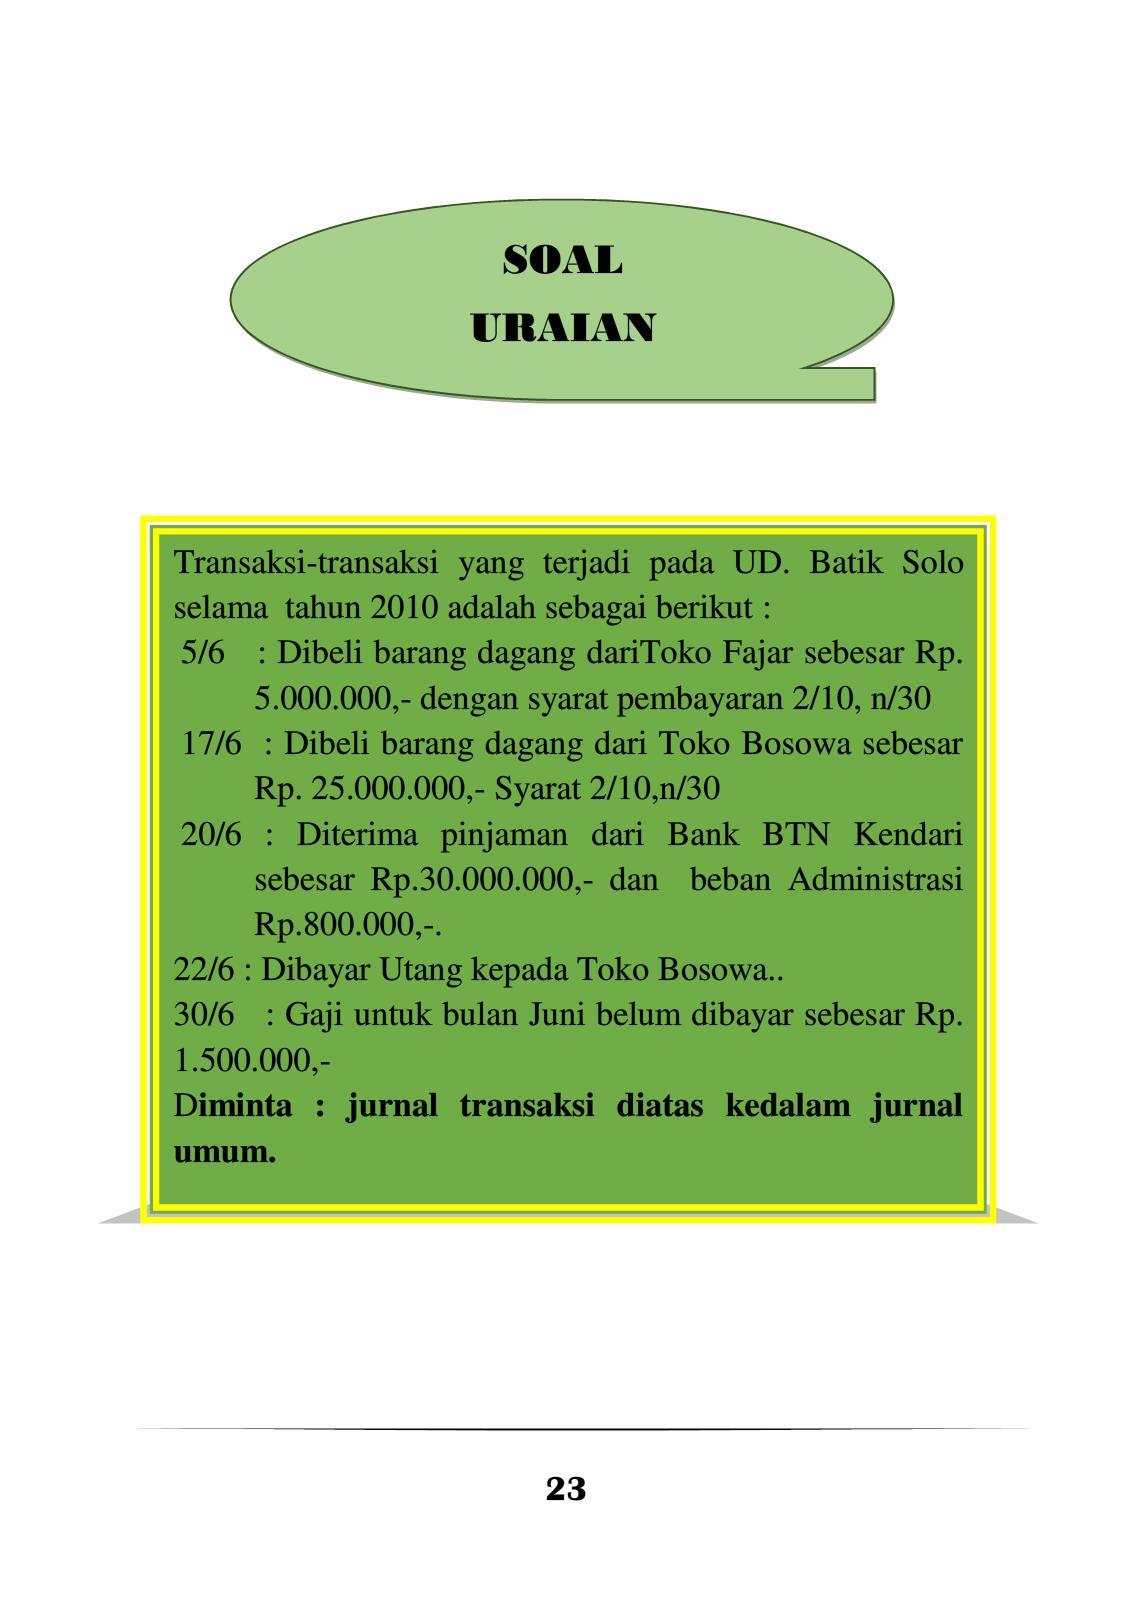 SOAL
URAIAN
Transaksi-transaksi yang terjadi pada UD. Batik Solo
selama tahun 2010 adalah sebagai berikut :
5/6 : Dibeli barang dagang dariToko Fajar sebesar Rp.
5.000.000,- dengan syarat pembayaran 2/10, n/30
17/6 : Dibeli barang dagang dari Toko Bosowa sebesar
Rp. 25.000.000,- Syarat 2/10,n/30
20/6 : Diterima pinjaman dari Bank BTN Kendari
sebesar Rp.30.000.000,- dan beban Administrasi
Rp.800.000,-.
22/6 : Dibayar Utang kepada Toko Bosowa..
30/6 : Gaji untuk bulan Juni belum dibayar sebesar Rp.
1.500.000,-
Diminta : jurnal transaksi diatas kedalam jurnal
umum.
23